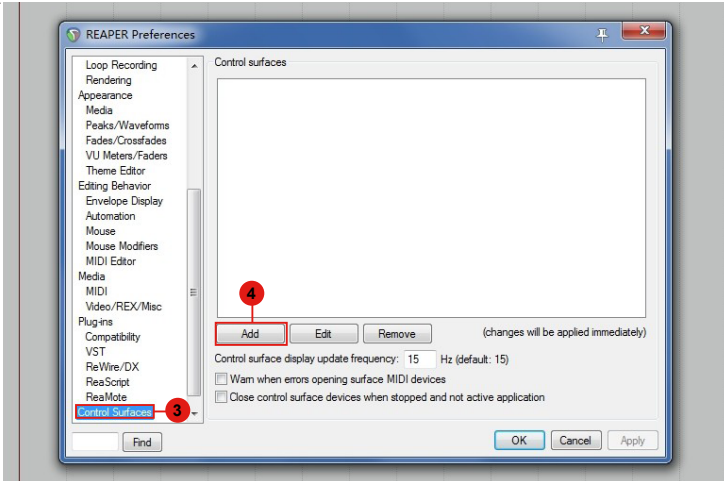 REAPER Preferences
Loop Recording
Rendering
Appearance
Media
Peaks/Waveforms
Fades/Crossfades
VU Meters/Faders
Theme Editor
Editing Behavior
Envelope Display
Automation
Mouse
Mouse Modifiers
MIDI Editor
Media
MIDI
Video/REX/Misc
Plug-ins
Compatibility
VST
ReWire/DX
ReaScript
ReaMote
Control Surfaces
3
Find
Control surfaces
4
Add Edit Remove (changes will be applied immediately)
Control surface display update frequency: 15 Hz (default: 15)
Warn when errors opening surface MIDI devices
Close control surface devices when stopped and not active application
OK Cancel Apply